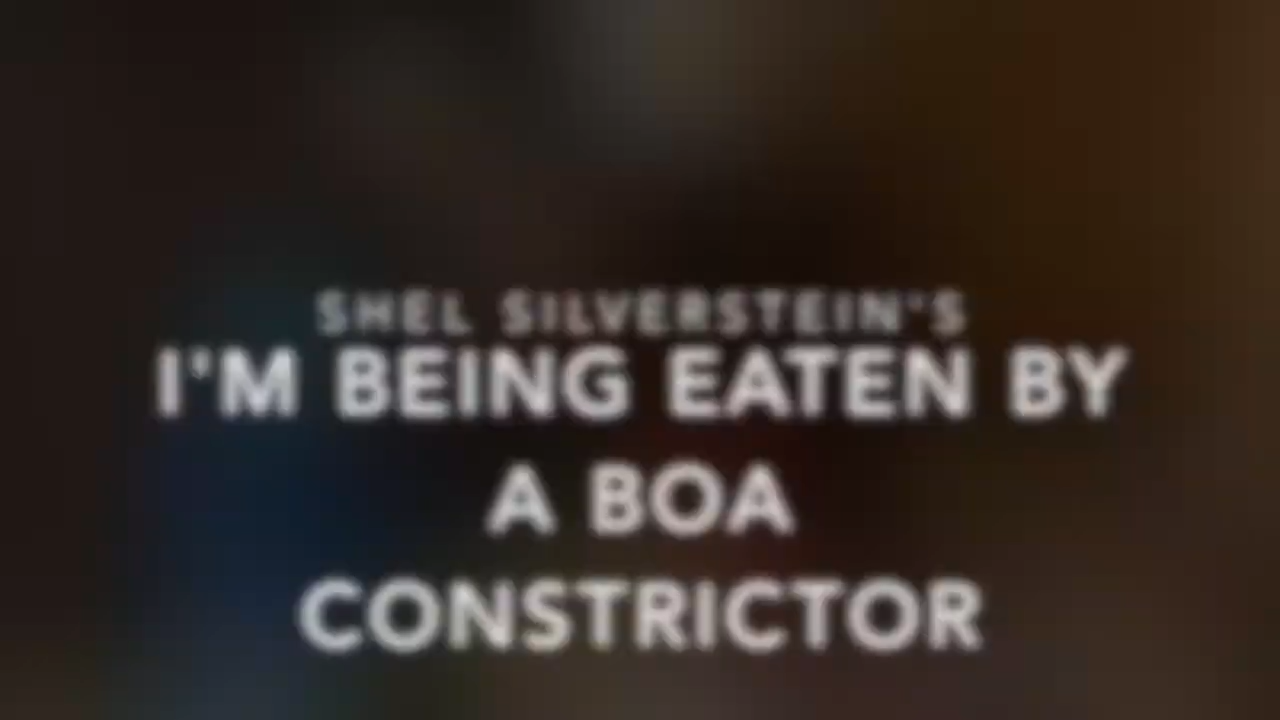 SHEL SILVERSTEIN'S
I'M BEING EATEN BY
A BOA
CONSTRICTOR